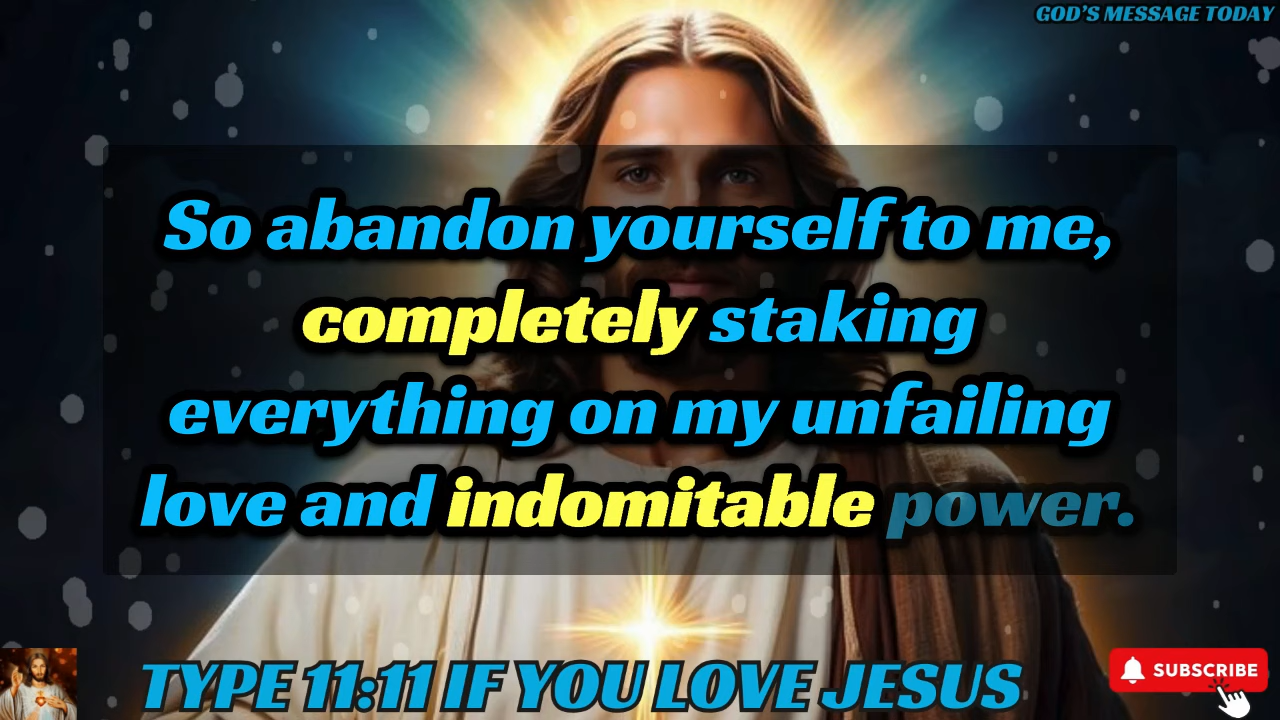 GOD'S MESSAGE TODAY
So abandon yourself to me,
completely staking
everything on my unfailing
love and indomitable power.
TYPE 11:11 IF YOU LOVE JESUS
SUBSCRIBE